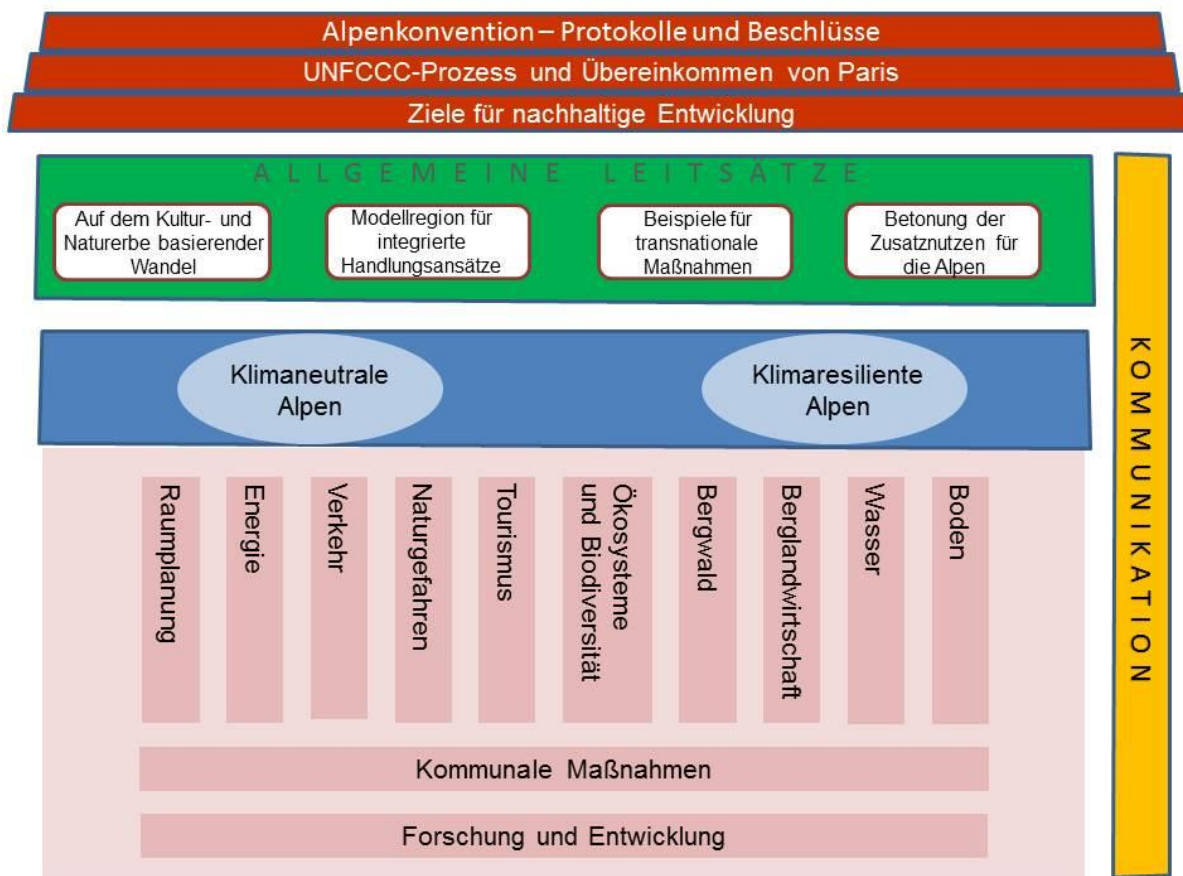 Alpenkonvention – Protokolle und Beschlüsse
UNFCCC-Prozess und Übereinkommen von Paris
Ziele für nachhaltige Entwicklung
ALLGEMEINE LEITSÄTZE
Auf dem Kultur- und
Naturerbe basierender
Wandel
Modellregion für
integrierte
Handlungsansätze
Beispiele für
transnationale
Maßnahmen
Betonung der
Zusatznutzen für
die Alpen
Klimaneutrale
Alpen
Klimaresiliente
Alpen
Raumplanung
Energie
Verkehr
Naturgefahren
Tourismus
Ökosysteme
und Biodiversität
Bergwald
Berglandwirtschaft
Wasser
Boden
Kommunale Maßnahmen
Forschung und Entwicklung
KOMMUNIKATION